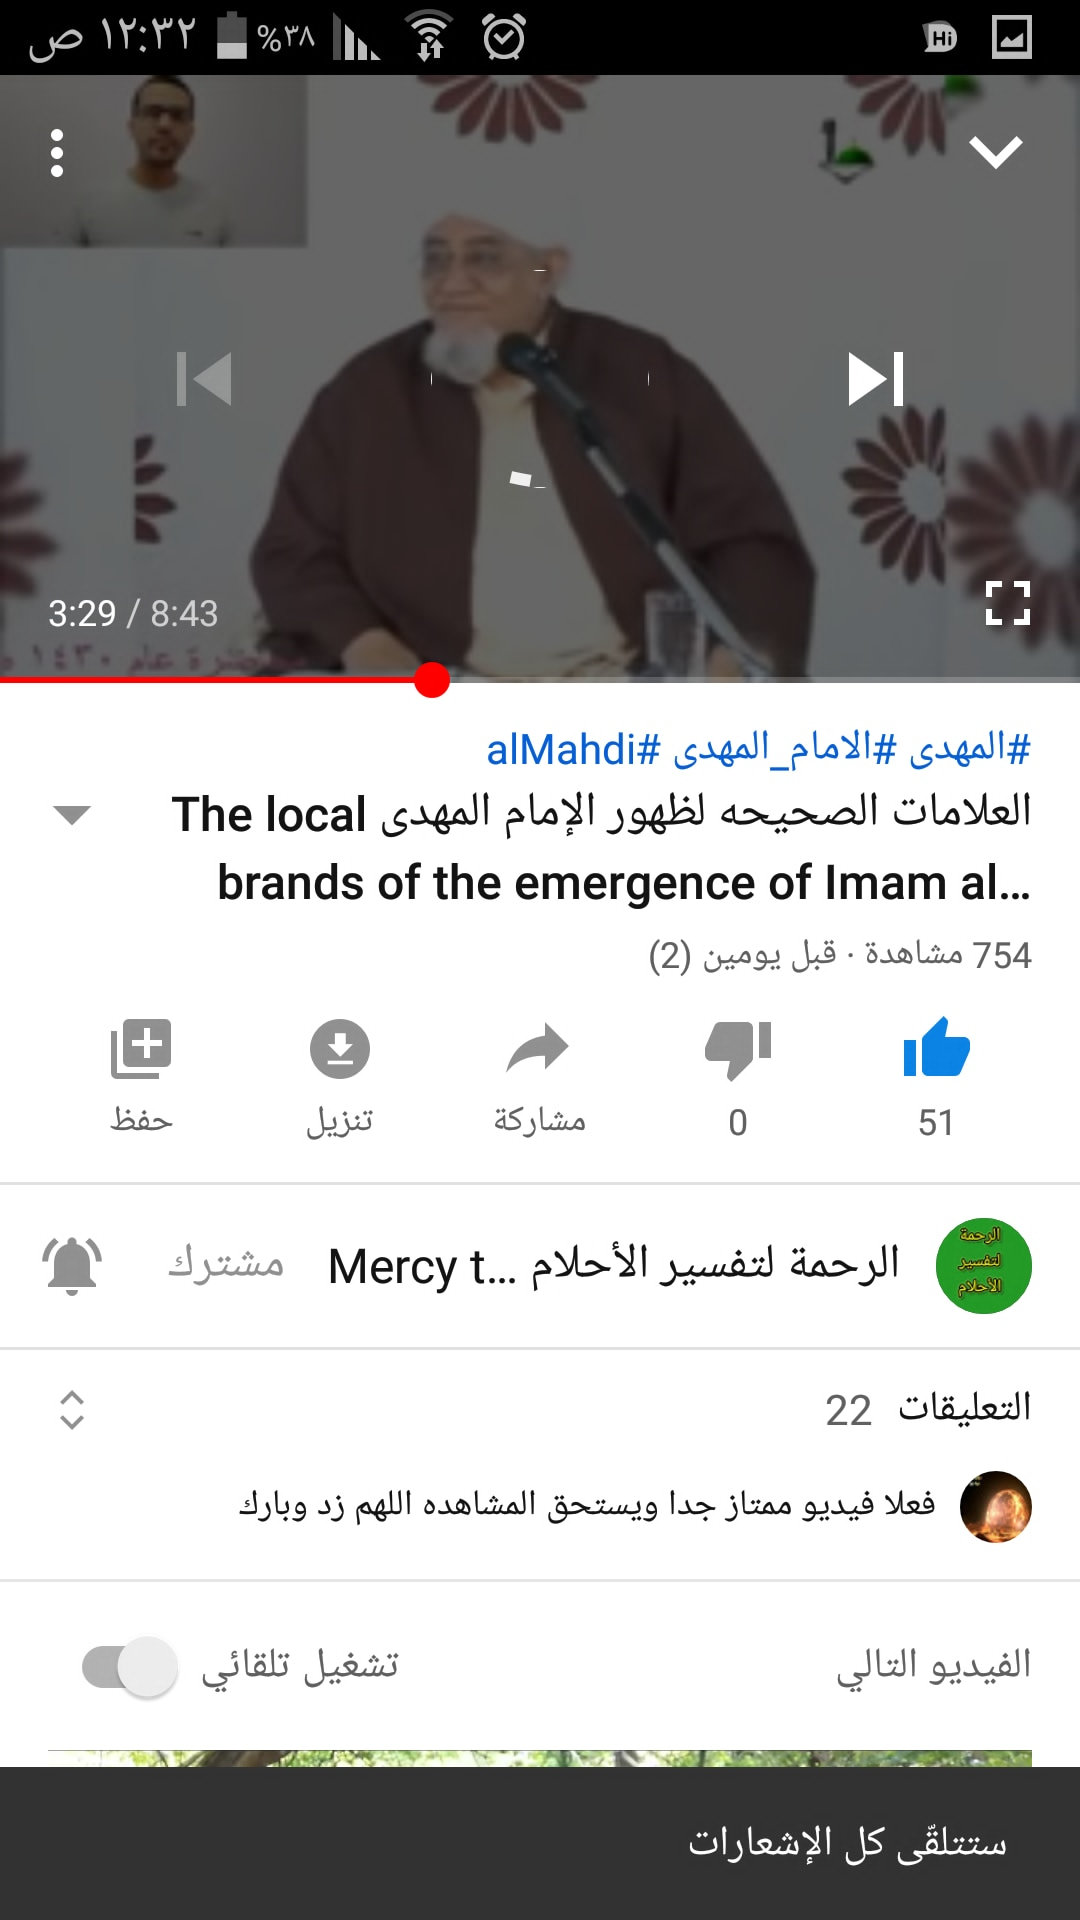 ١٢:٣٢ ص
%٣٨
Hi
3:29 / 8:43
#المهدى #الامام_المهدى #alMahdi
العلامات الصحيحه لظهور الإمام المهدى The local
brands of the emergence of Imam al...
754 مشاهدة · قبل يومين (2)
51
0
مشاركة
تنزيل
حفظ
الرحمة
لتفسير
الأحلام
الرحمة لتفسير الأحلام Mercy t...
مشترك
التعليقات 22
فعلا فيديو ممتاز جدا ويستحق المشاهده اللهم زد وبارك
الفيديو التالي
تشغيل تلقائي
ستتلقّى كل الإشعارات